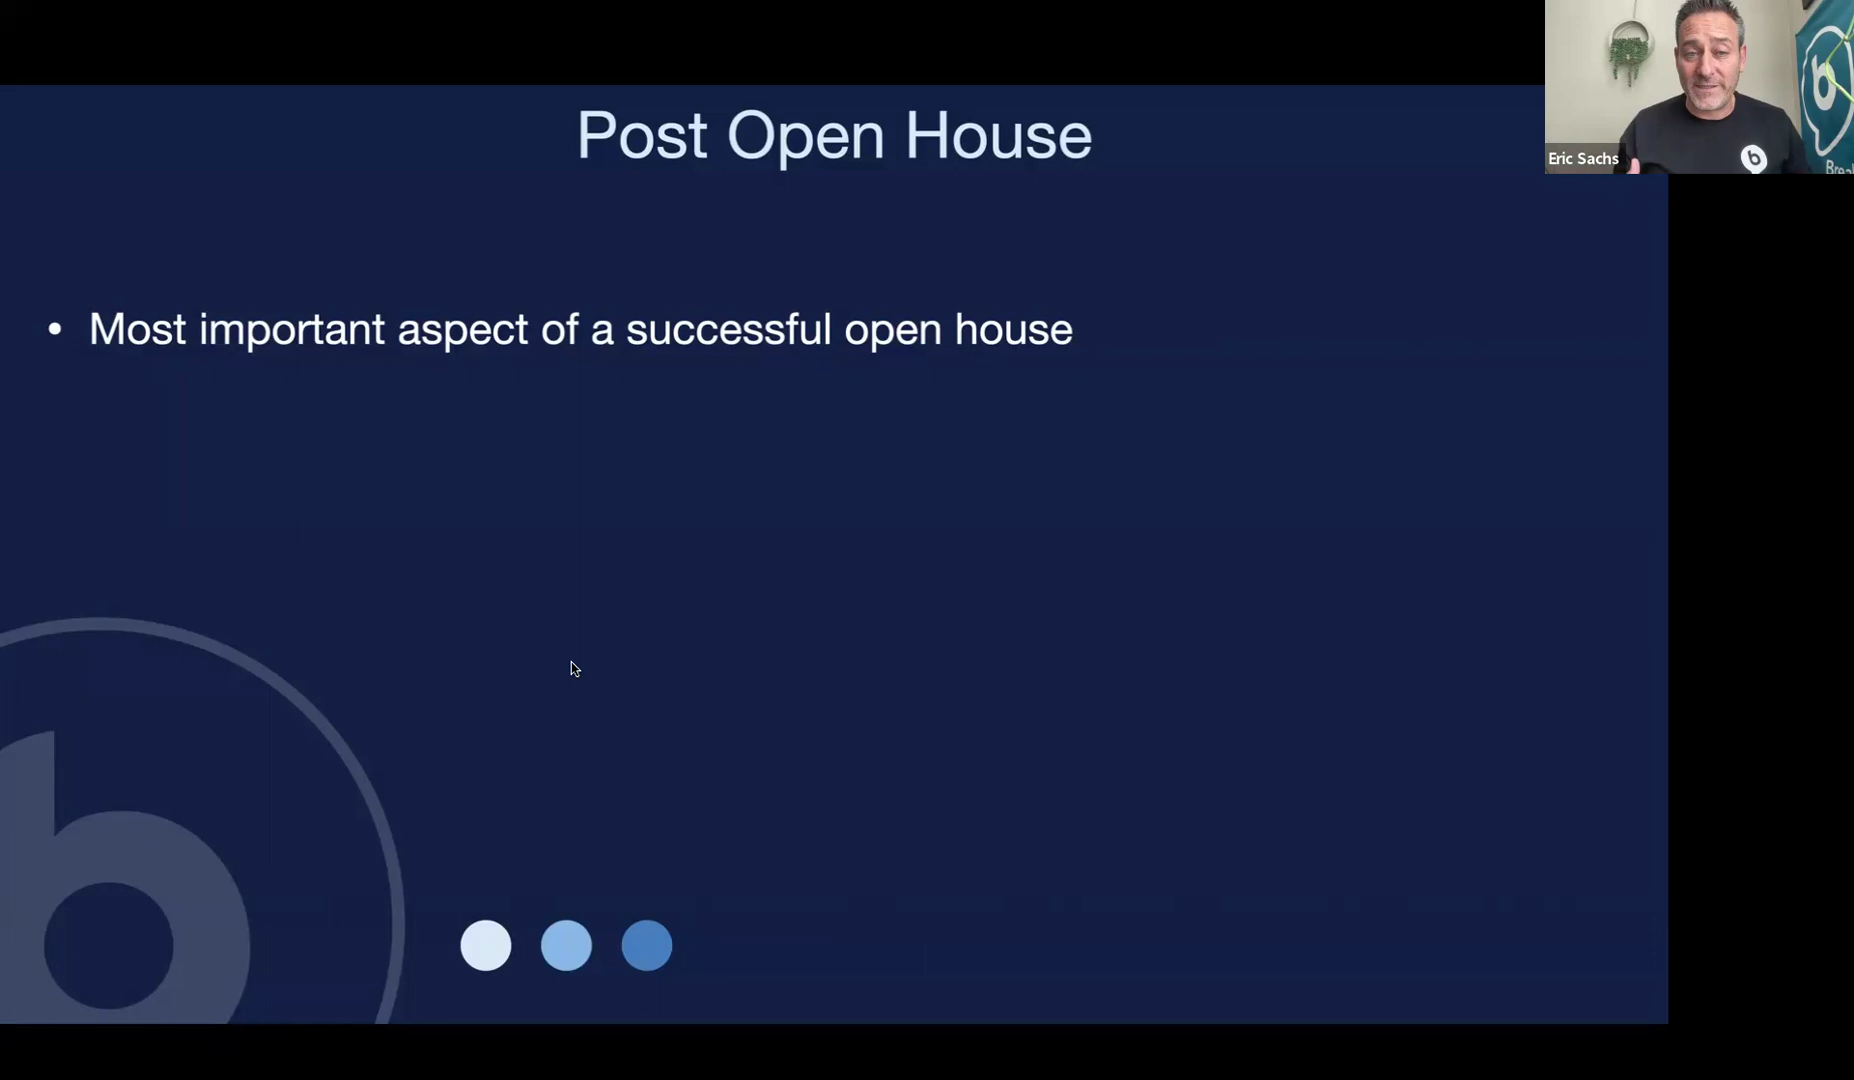 Post Open House
Eric Sachs
• Most important aspect of a successful open house